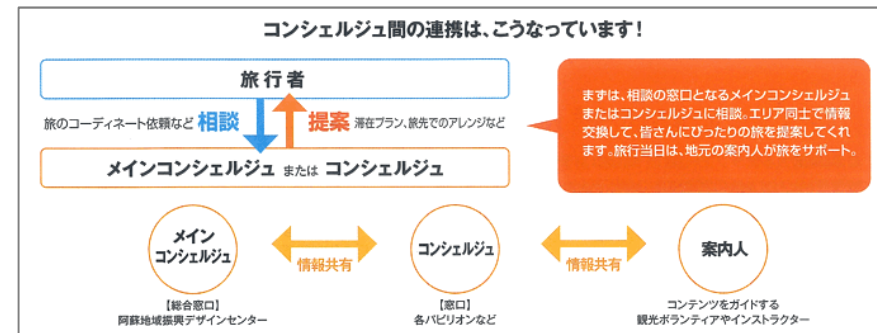 コンシェルジュ間の連携は、こうなっています！
旅行者
旅のコーディネート依頼など 相談
提案 滞在プラン、旅先でのアレンジなど
メインコンシェルジュ または コンシェルジュ
まずは、相談の窓口となるメインコンシェルジュ
またはコンシェルジュに相談。エリア同士で情報
交換して、皆さんにぴったりの旅を提案してくれ
ます。旅行当日は、地元の案内人が旅をサポート。
メイン
コンシェルジュ
情報共有
コンシェルジュ
情報共有
案内人
【総合窓口】
阿蘇地域振興デザインセンター
【窓口】
各パビリオンなど
コンテンツをガイドする
観光ボランティアやインストラクター